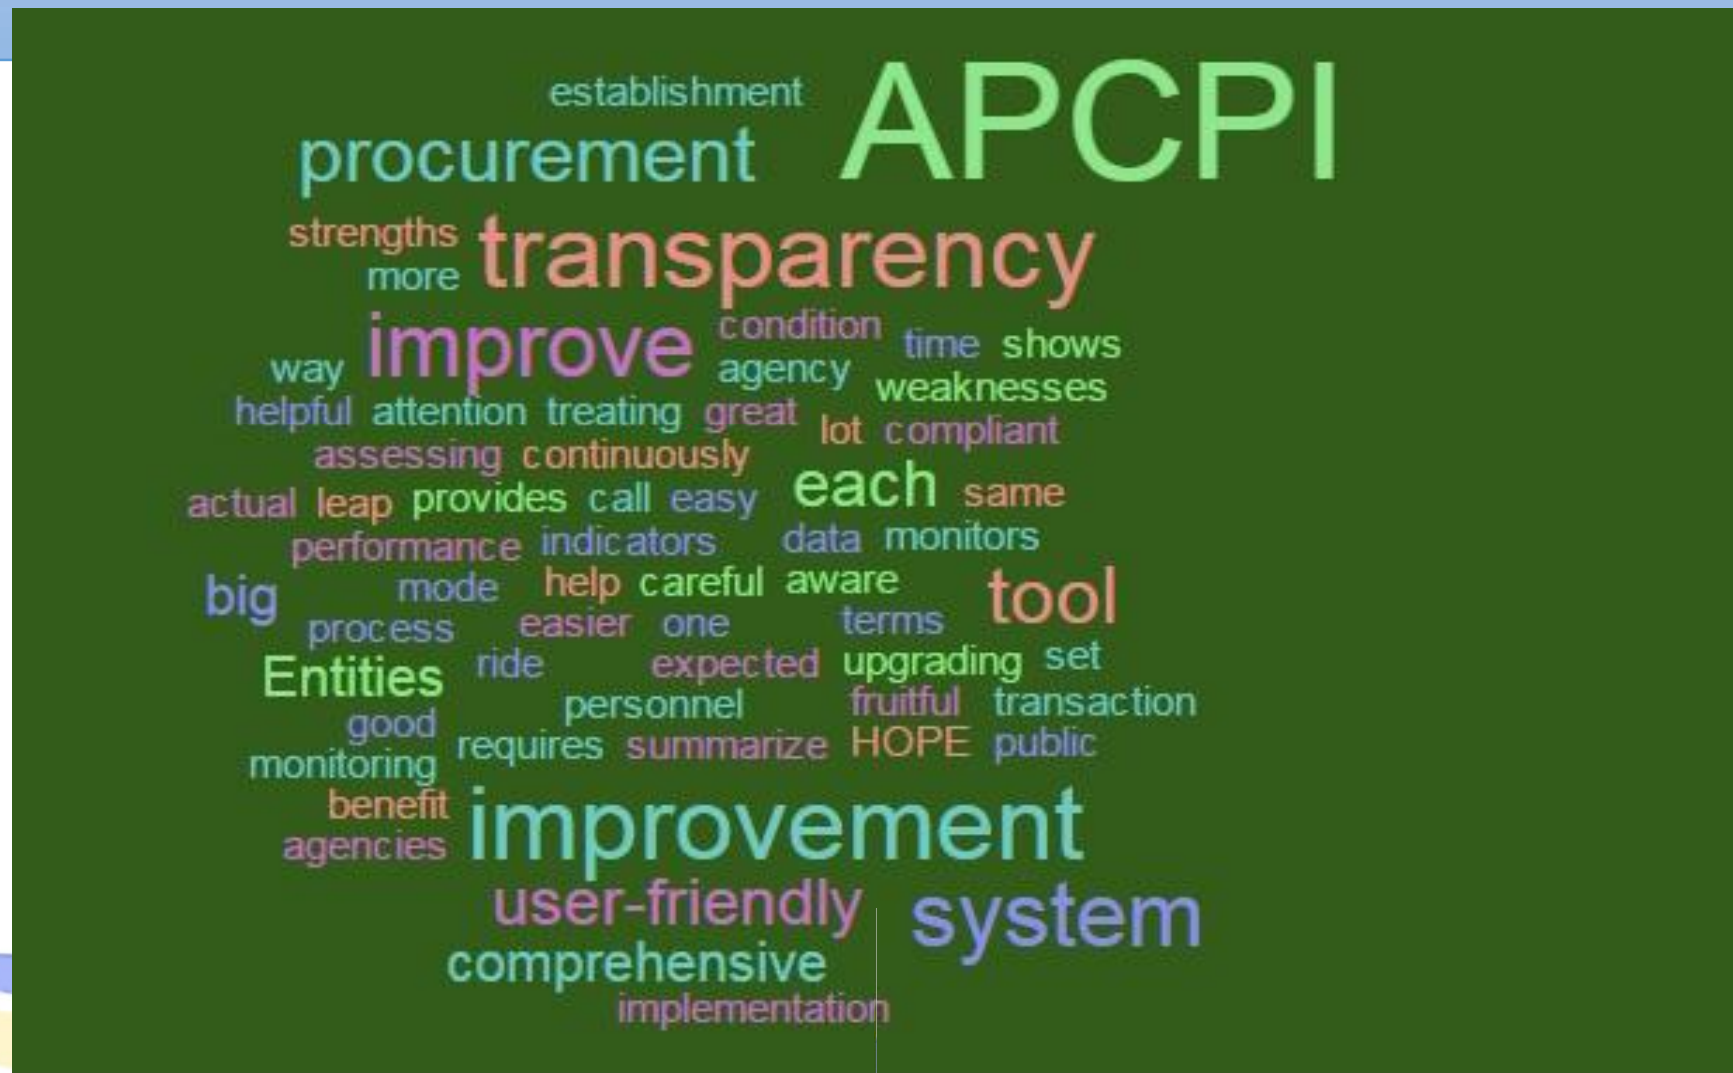 establishment
procurement APCPI
strengths transparency
more
improve condition time shows
way agency weaknesses
helpful attention treating great lot compliant
assessing continuously
actual leap provides call easy each same
performance indicators data monitors
big mode help careful aware tool
process easier one terms
Entities ride expected upgrading set
personnel fruitful transaction
good
monitoring requires summarize HOPE public
benefit improvement
agencies
user-friendly system
comprehensive
implementation